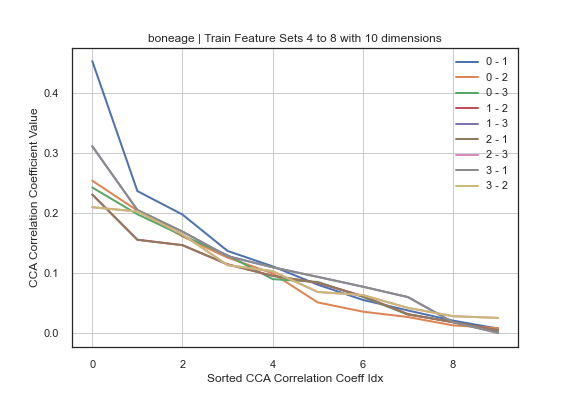 boneage | Train Feature Sets 4 to 8 with 10 dimensions
CCA Correlation Coefficient Value
0.4
0.3
0.2
0.1
0.0
0 - 1
0 - 2
0 - 3
1 - 2
1 - 3
2 - 1
2 - 3
3 - 1
3 - 2
0 2 4 6 8
Sorted CCA Correlation Coeff Idx